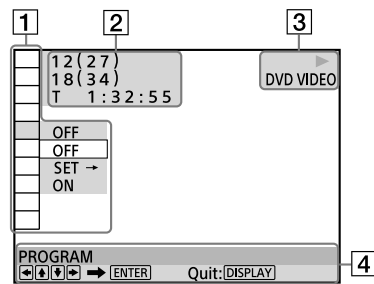 1
2
3
12(27)
18(34)
T 1:32:55
DVD VIDEO
OFF
OFF
SET →
ON
PROGRAM
ENTER Quit: DISPLAY
4